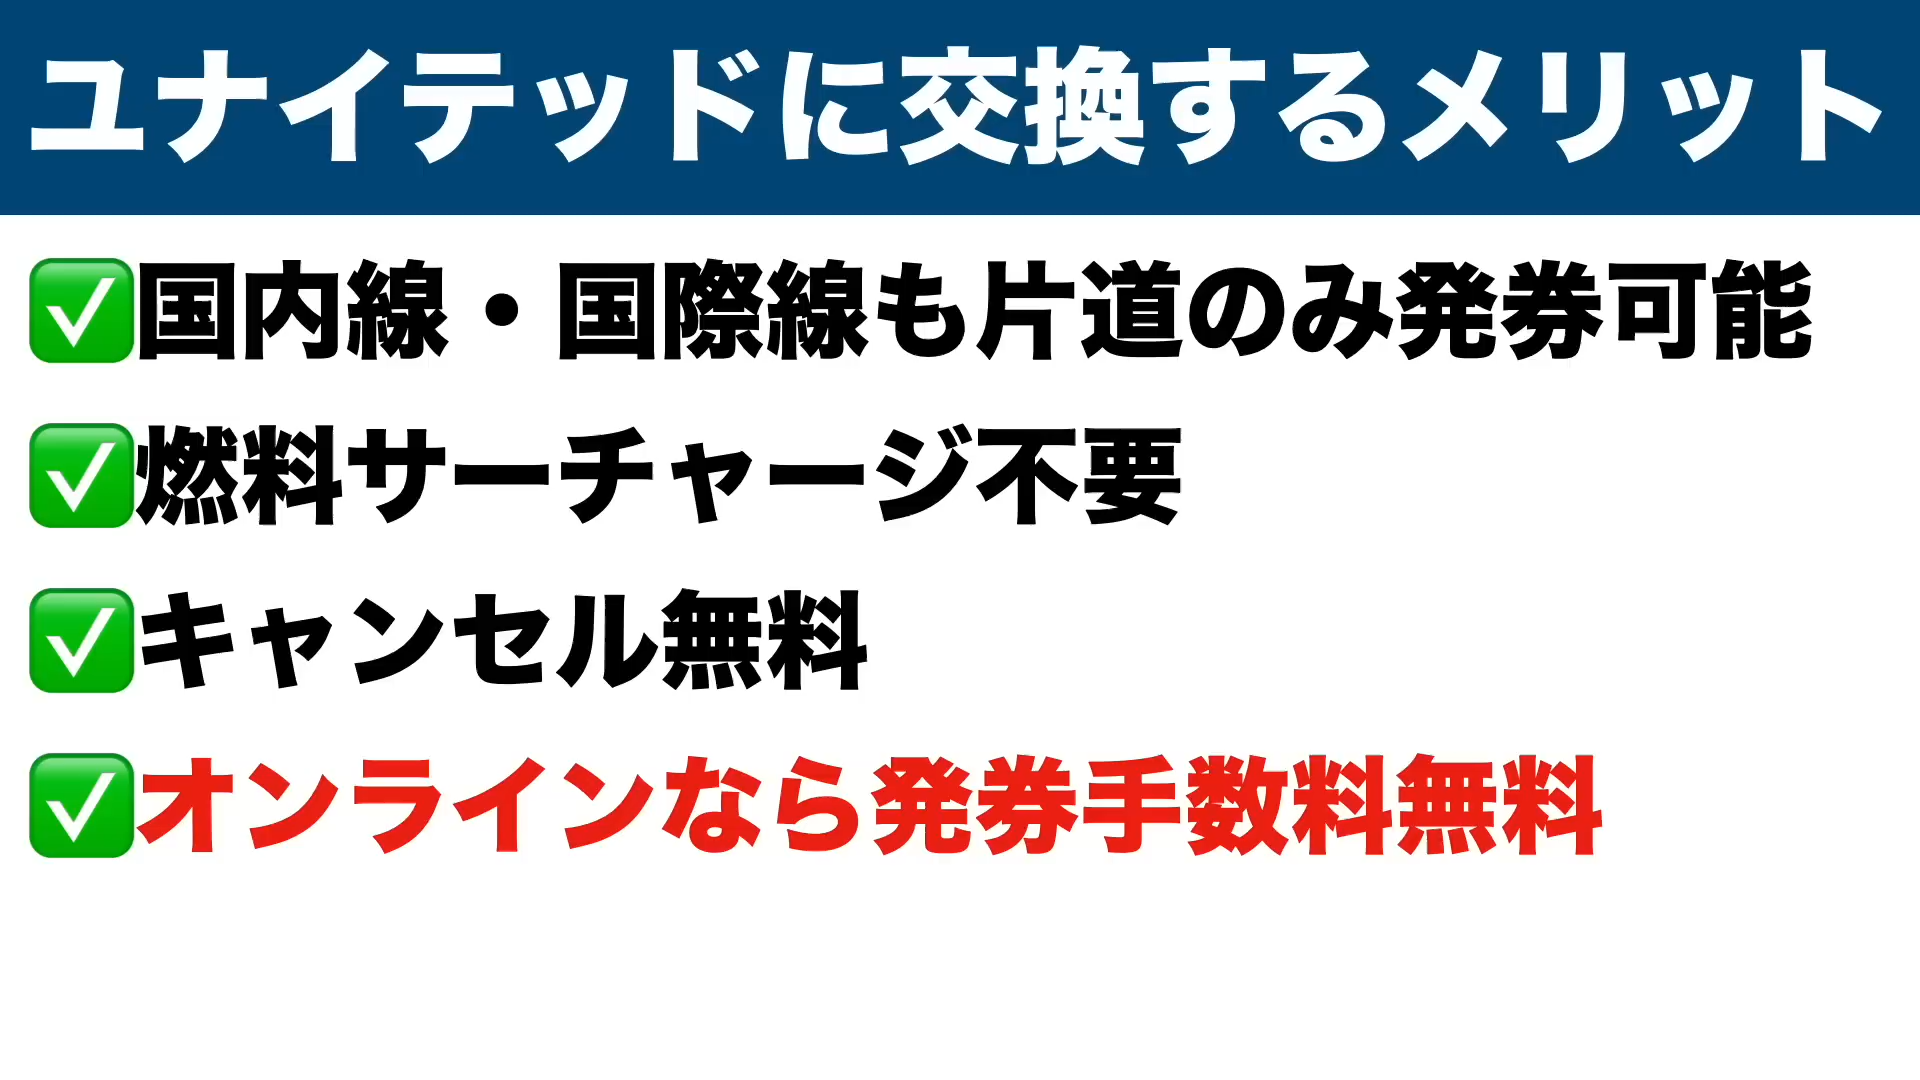 ユナイテッドに交換するメリット
✅国内線・国際線も片道のみ発券可能
✅燃料サーチャージ不要
✅キャンセル無料
✅オンラインなら発券手数料無料